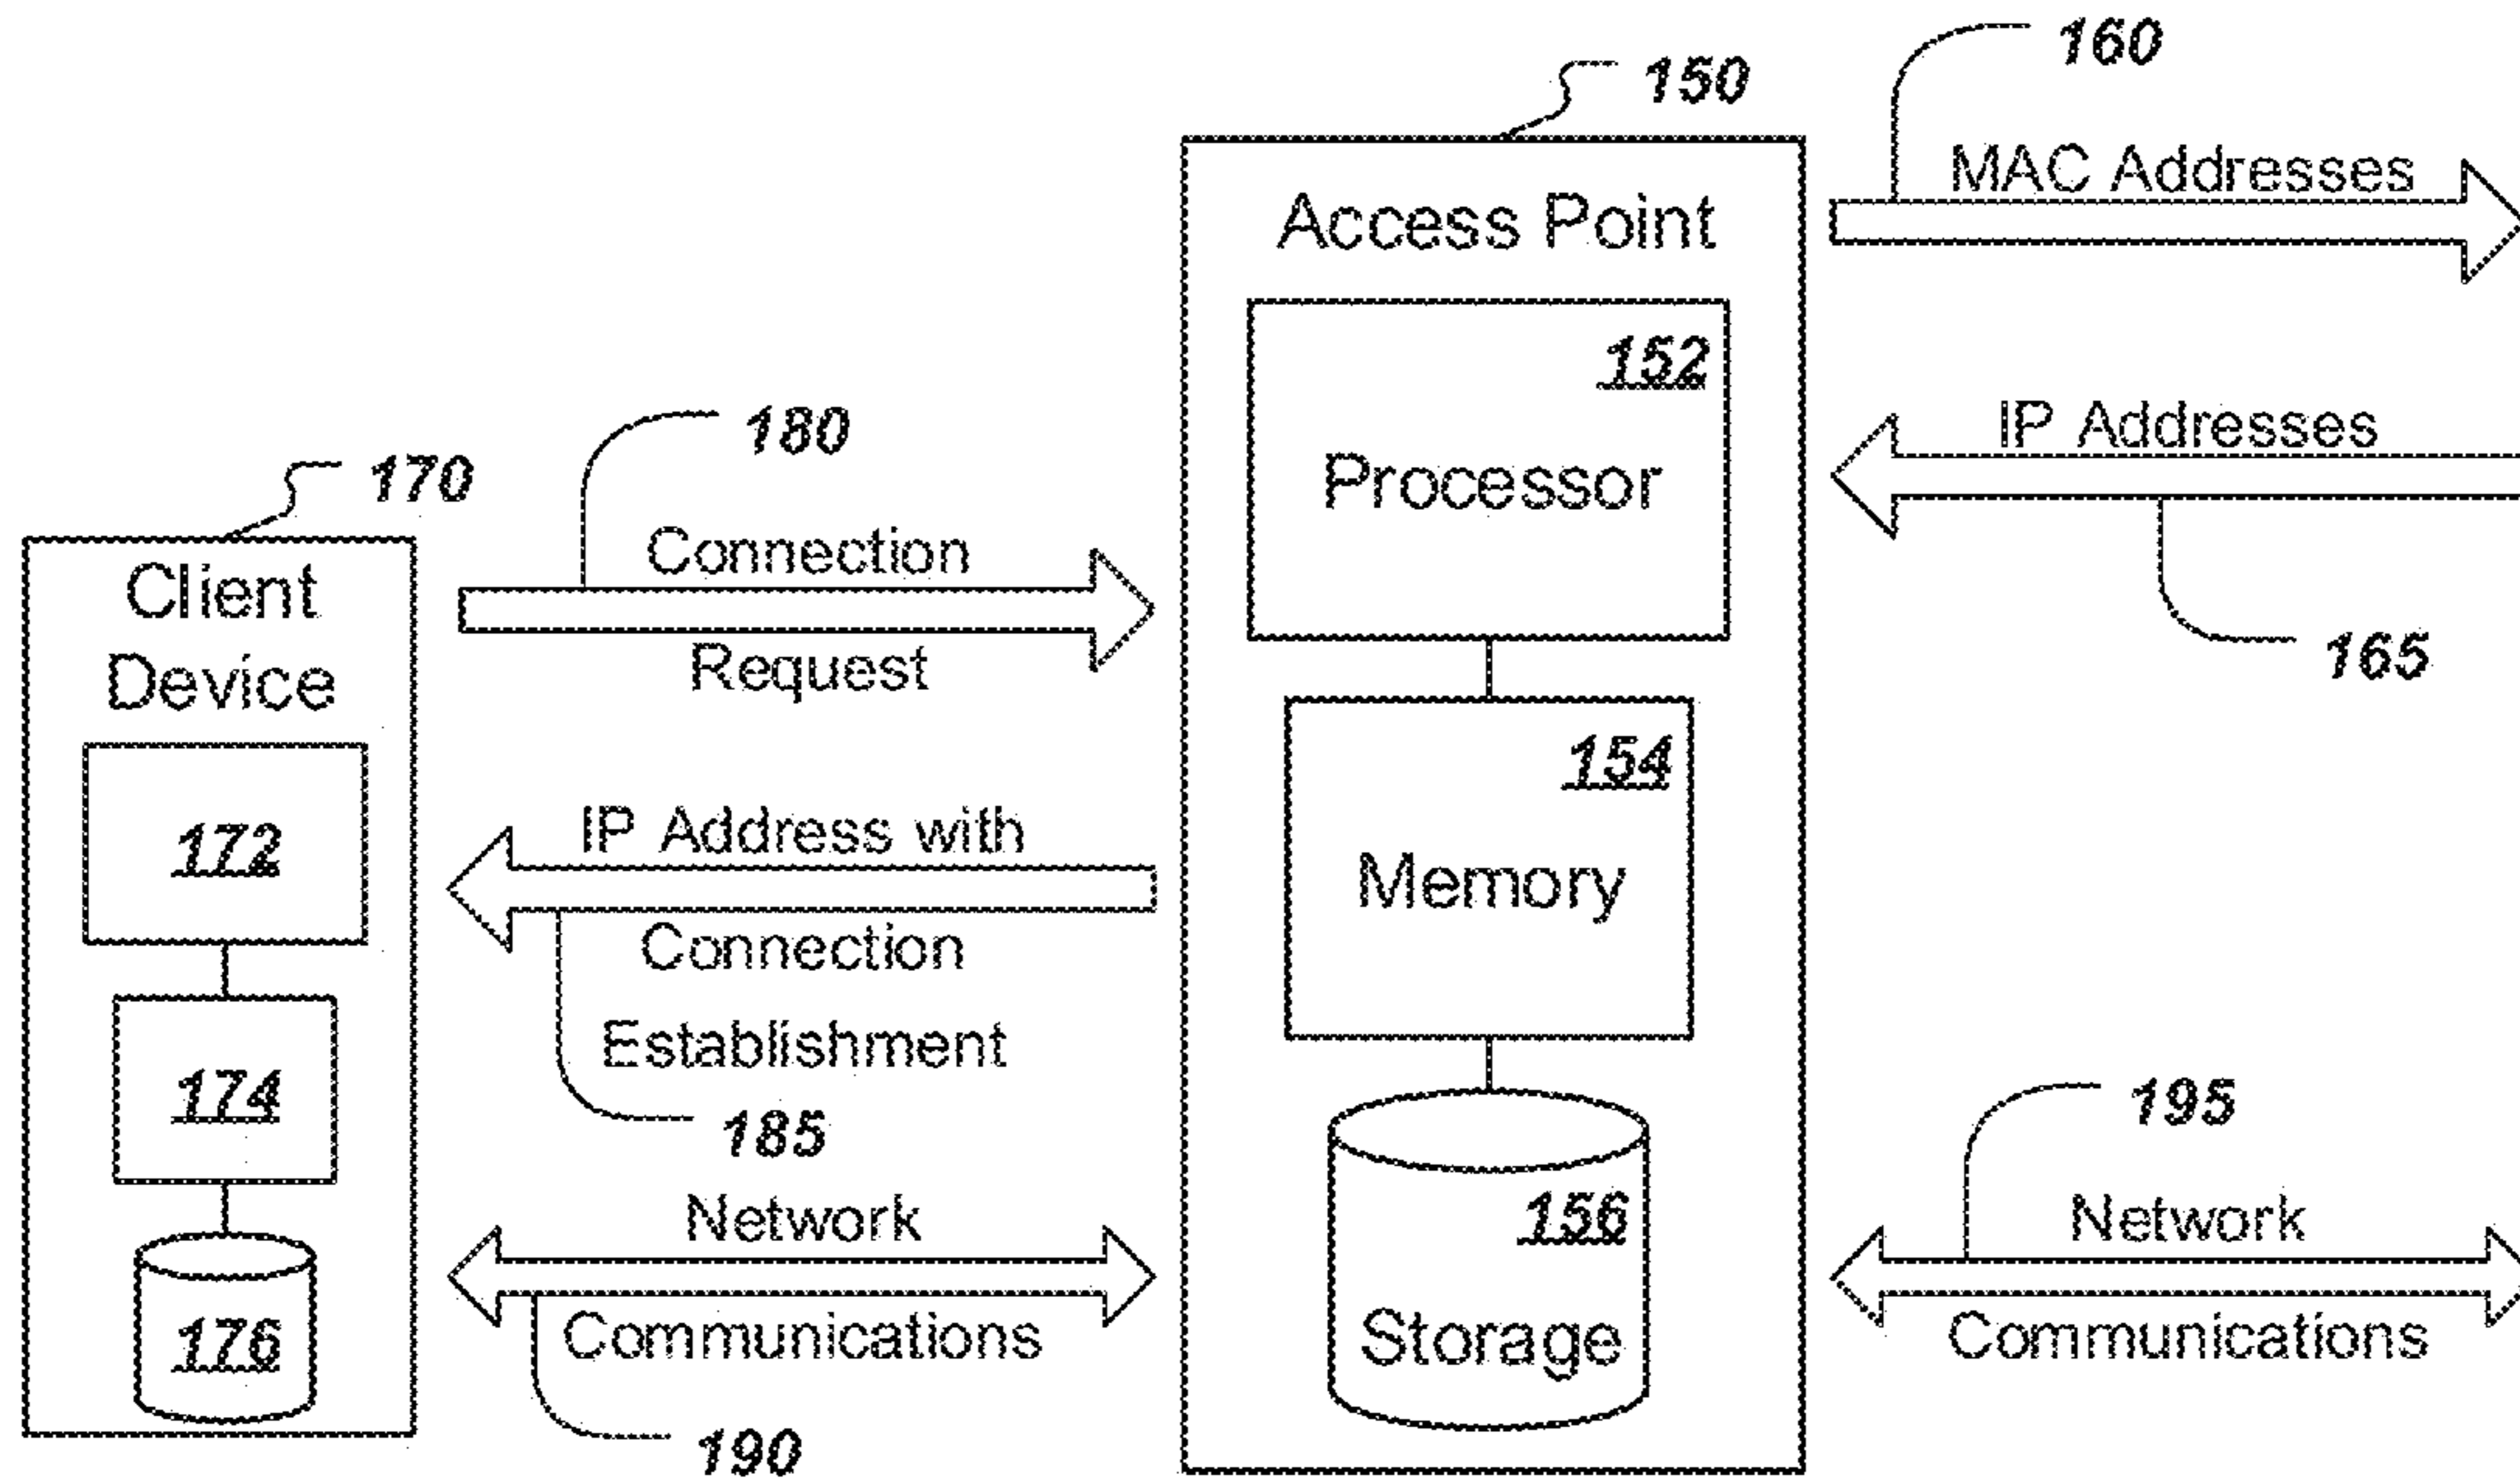 160
150
MAC Addresses
Access Point
152
Processor
IP Addresses
165
180
170
Connection
Request
Client
Device
172
174
176
154
Memory
IP Address with
Connection
Establishment
185
195
156
Storage
Network
Communications
190
Network
Communications